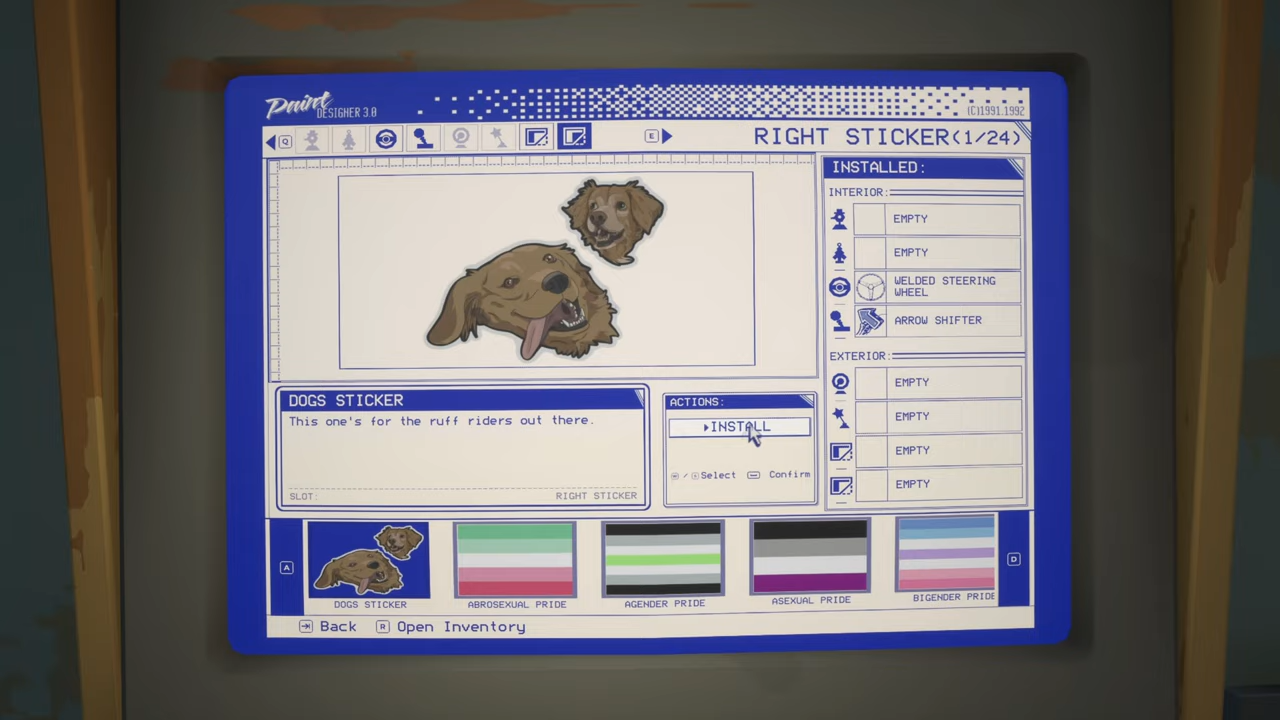 Paint
DESIGNER 3.0
(C)1991.1992
Q
E
RIGHT STICKER(1/24)
INSTALLED:
INTERIOR:
EMPTY
EMPTY
WELDED STEERING
WHEEL
ARROW SHIFTER
EXTERIOR:
EMPTY
EMPTY
EMPTY
EMPTY
DOGS STICKER
This one's for the ruff riders out there.
SLOT:
RIGHT STICKER
ACTIONS:
INSTALL
Select
Confirm
A
D
DOGS STICKER
ABROSEXUAL PRIDE
AGENDER PRIDE
ASEXUAL PRIDE
BIGENDER PRIDE
Back
R
Open Inventory